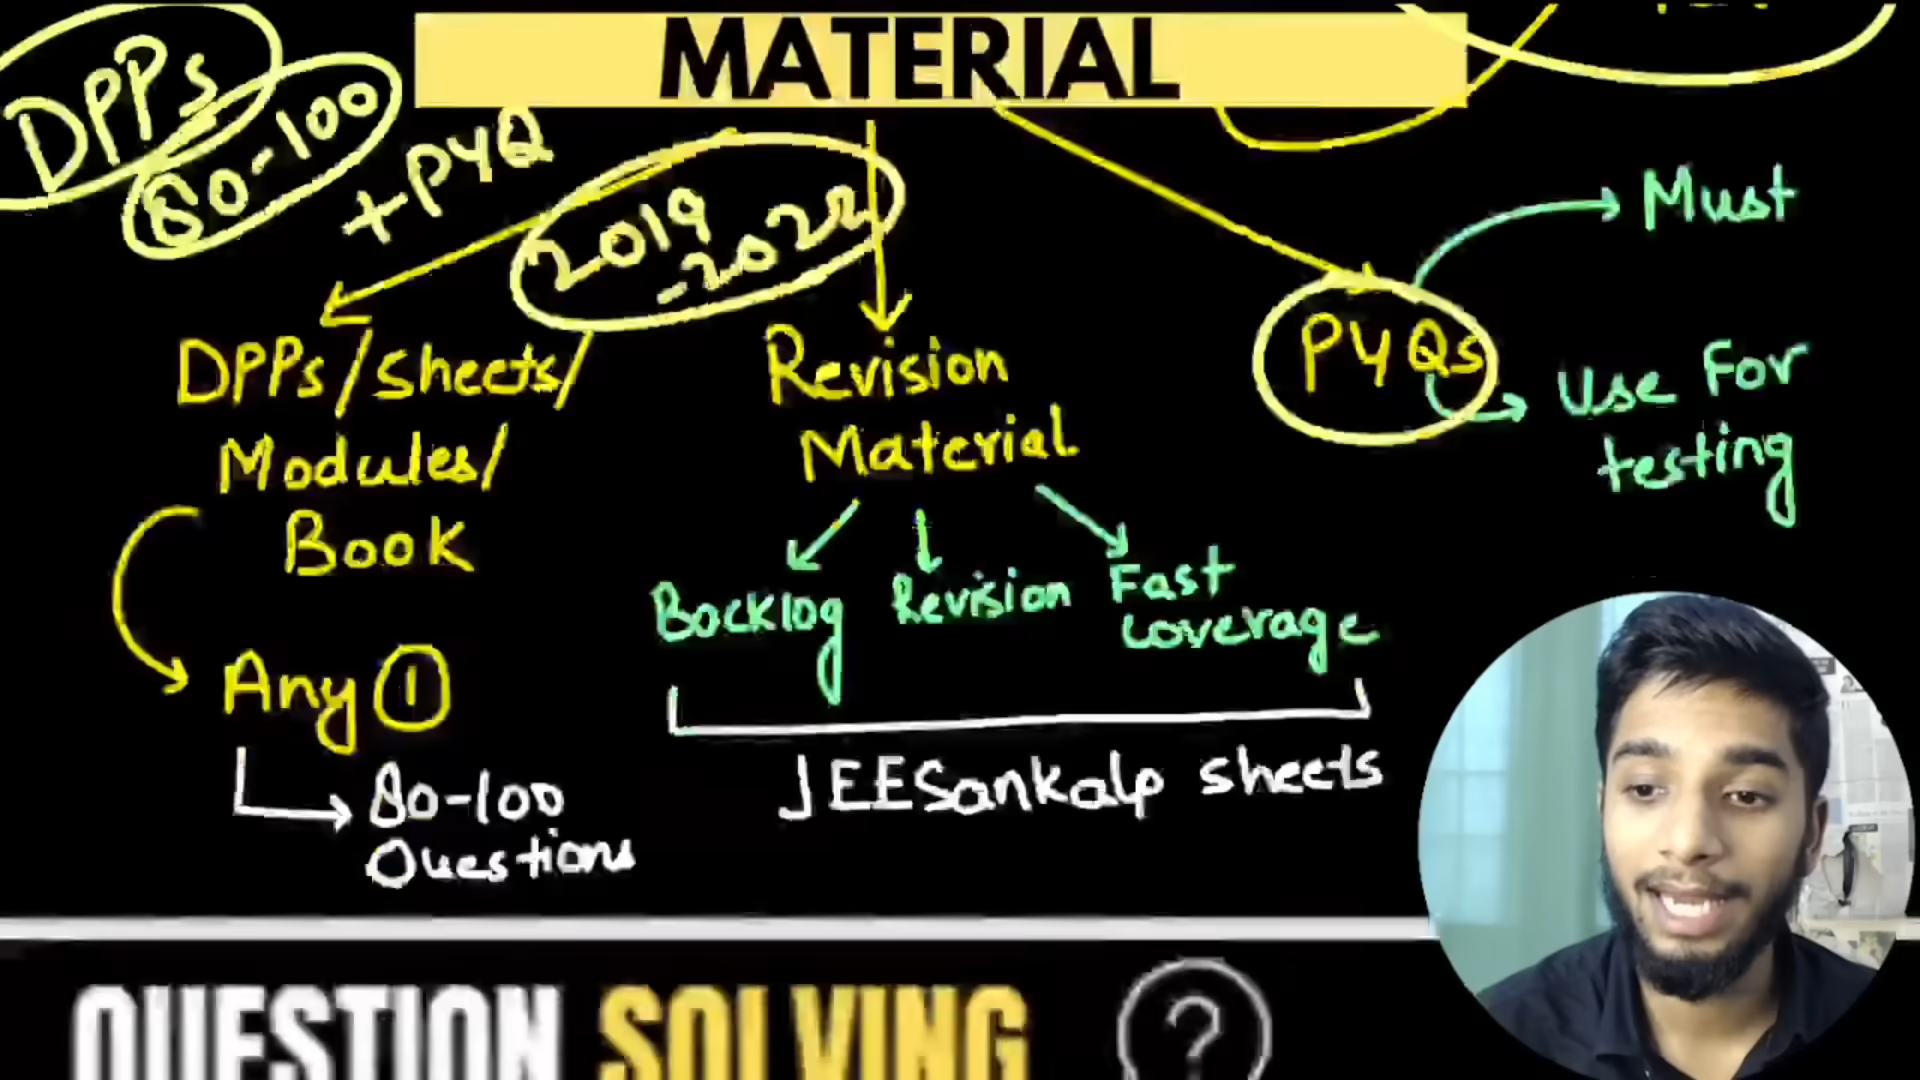 MATERIAL
DPPs
80-100
+PYQ
2019
-2022
Must
DPPs/sheets/
Modules/
Book
Revision
Material
PYQs
Use For
testing
Backlog
Revision
Fast
coverage
Any 1
80-100
Questions
JEESankalp sheets
QUESTION SOLVING
?